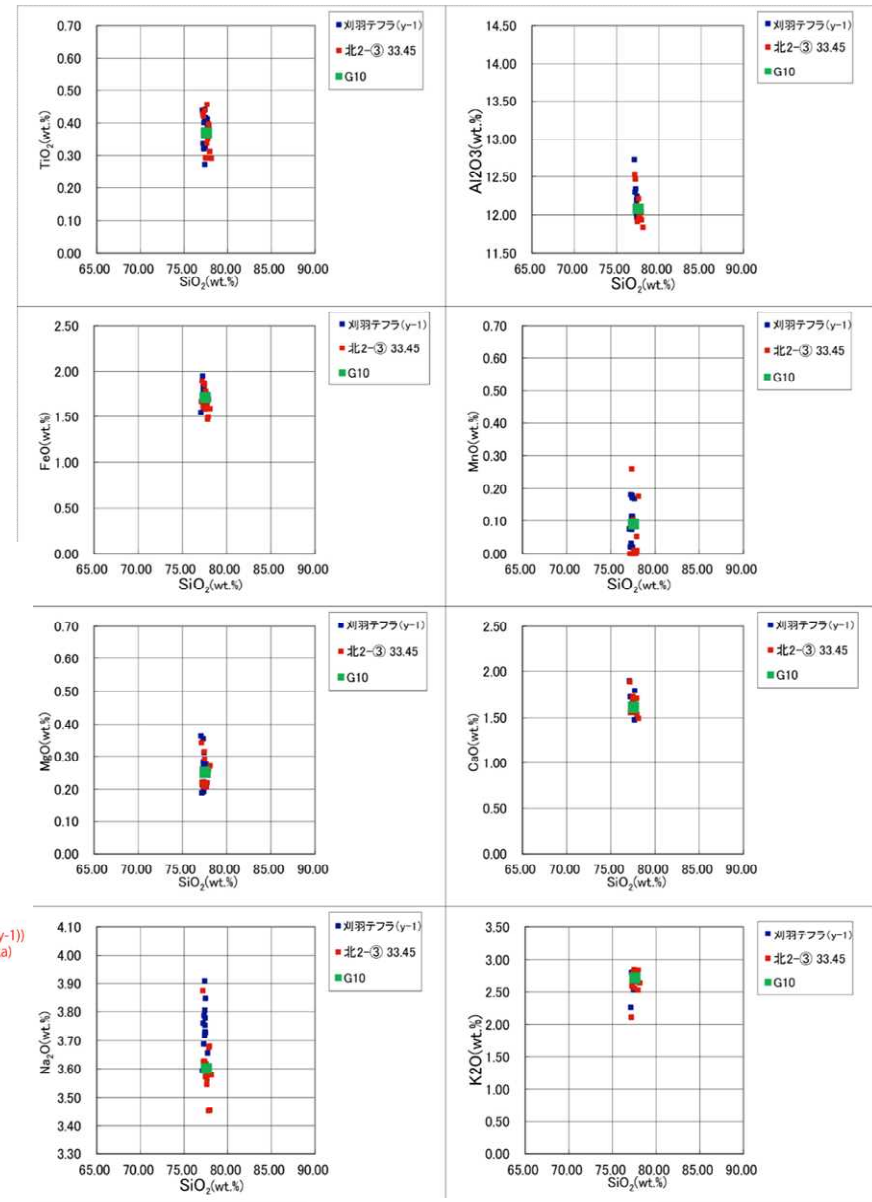 0.70
0.60
0.50
0.40
0.30
0.20
0.10
0.00
TiO₂(wt.%)
65.00 70.00 75.00 80.00 85.00 90.00
SiO₂(wt.%)
刈羽テフラ(y-1)
北2-③ 33.45
G10
14.50
14.00
13.50
13.00
12.50
12.00
11.50
Al2O3(wt.%)
65.00 70.00 75.00 80.00 85.00 90.00
SiO₂(wt.%)
刈羽テフラ(y-1)
北2-③ 33.45
G10
2.50
2.00
1.50
1.00
0.50
0.00
FeO(wt.%)
65.00 70.00 75.00 80.00 85.00 90.00
SiO₂(wt.%)
刈羽テフラ(y-1)
北2-③ 33.45
G10
0.70
0.60
0.50
0.40
0.30
0.20
0.10
0.00
MnO(wt.%)
65.00 70.00 75.00 80.00 85.00 90.00
SiO₂(wt.%)
刈羽テフラ(y-1)
北2-③ 33.45
G10
0.70
0.60
0.50
0.40
0.30
0.20
0.10
0.00
MgO(wt.%)
65.00 70.00 75.00 80.00 85.00 90.00
SiO₂(wt.%)
刈羽テフラ(y-1)
北2-③ 33.45
G10
2.50
2.00
1.50
1.00
0.50
0.00
CaO(wt.%)
65.00 70.00 75.00 80.00 85.00 90.00
SiO₂(wt.%)
刈羽テフラ(y-1)
北2-③ 33.45
G10
y-1))
a)
4.10
4.00
3.90
3.80
3.70
3.60
3.50
3.40
3.30
Na₂O(wt.%)
65.00 70.00 75.00 80.00 85.00 90.00
SiO₂(wt.%)
刈羽テフラ(y-1)
北2-③ 33.45
G10
3.50
3.00
2.50
2.00
1.50
1.00
0.50
0.00
K2O(wt.%)
65.00 70.00 75.00 80.00 85.00 90.00
SiO₂(wt.%)
刈羽テフラ(y-1)
北2-③ 33.45
G10